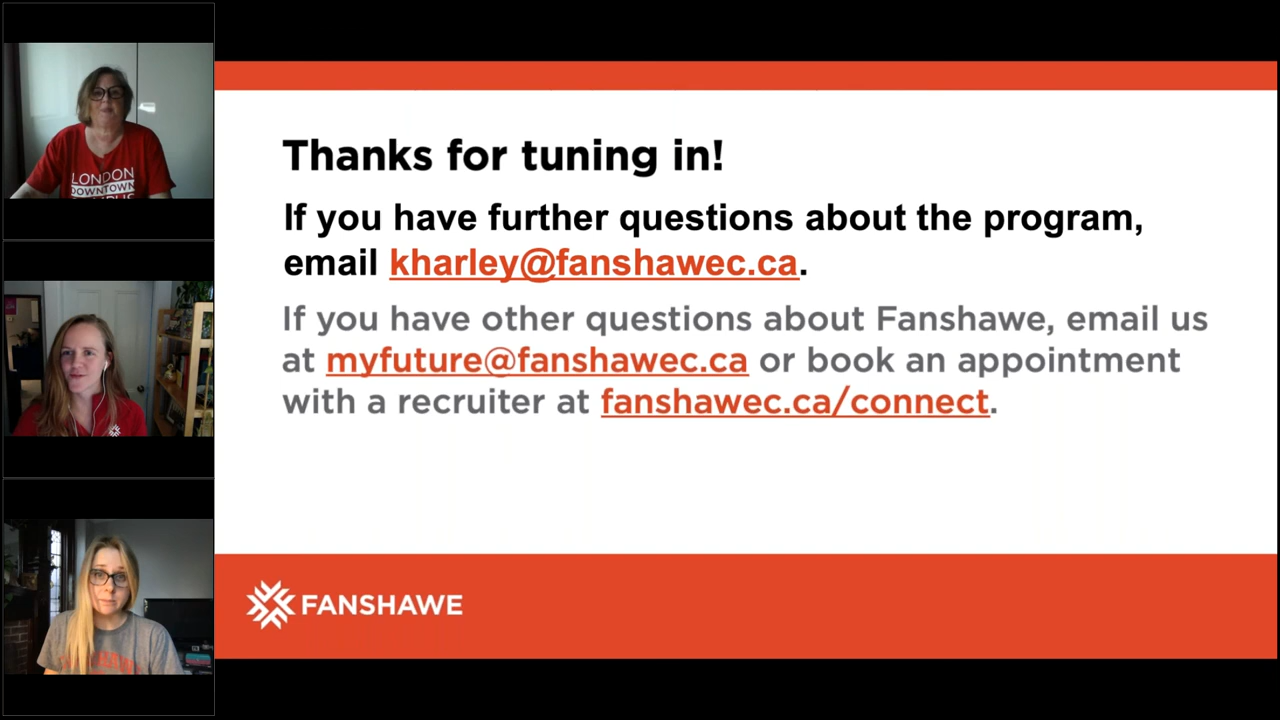 Thanks for tuning in!
If you have further questions about the program,
email kharley@fanshawec.ca.
If you have other questions about Fanshawe, email us
at myfuture@fanshawec.ca or book an appointment
with a recruiter at fanshawec.ca/connect.
FANSHAWE
LONDON
DOWNTOWN